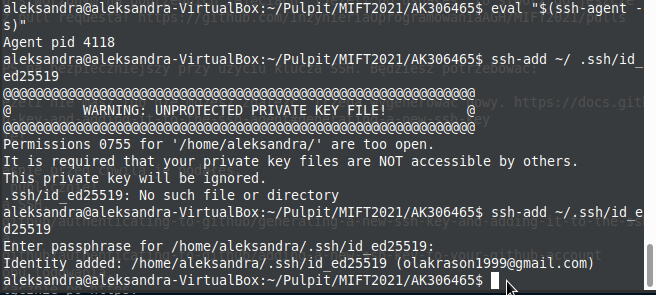 aleksandra@aleksandra-VirtualBox:~/Pulpit/MIFT2021/AK306465$ eval "$(ssh-agent -
s)"
Agent pid 4118
aleksandra@aleksandra-VirtualBox:~/Pulpit/MIFT2021/AK306465$ ssh-add ~/ .ssh/id_
ed25519
@@@@@@@@@@@@@@@@@@@@@@@@@@@@@@@@@@@@@@@@@@@@@@@@@@@@@@@@@@@
@         WARNING: UNPROTECTED PRIVATE KEY FILE!          @
@@@@@@@@@@@@@@@@@@@@@@@@@@@@@@@@@@@@@@@@@@@@@@@@@@@@@@@@@@@
Permissions 0755 for '/home/aleksandra/' are too open.
It is required that your private key files are NOT accessible by others.
This private key will be ignored.
.ssh/id_ed25519: No such file or directory
aleksandra@aleksandra-VirtualBox:~/Pulpit/MIFT2021/AK306465$ ssh-add ~/.ssh/id_e
d25519
Enter passphrase for /home/aleksandra/.ssh/id_ed25519:
Identity added: /home/aleksandra/.ssh/id_ed25519 (olakrason1999@gmail.com)
aleksandra@aleksandra-VirtualBox:~/Pulpit/MIFT2021/AK306465$